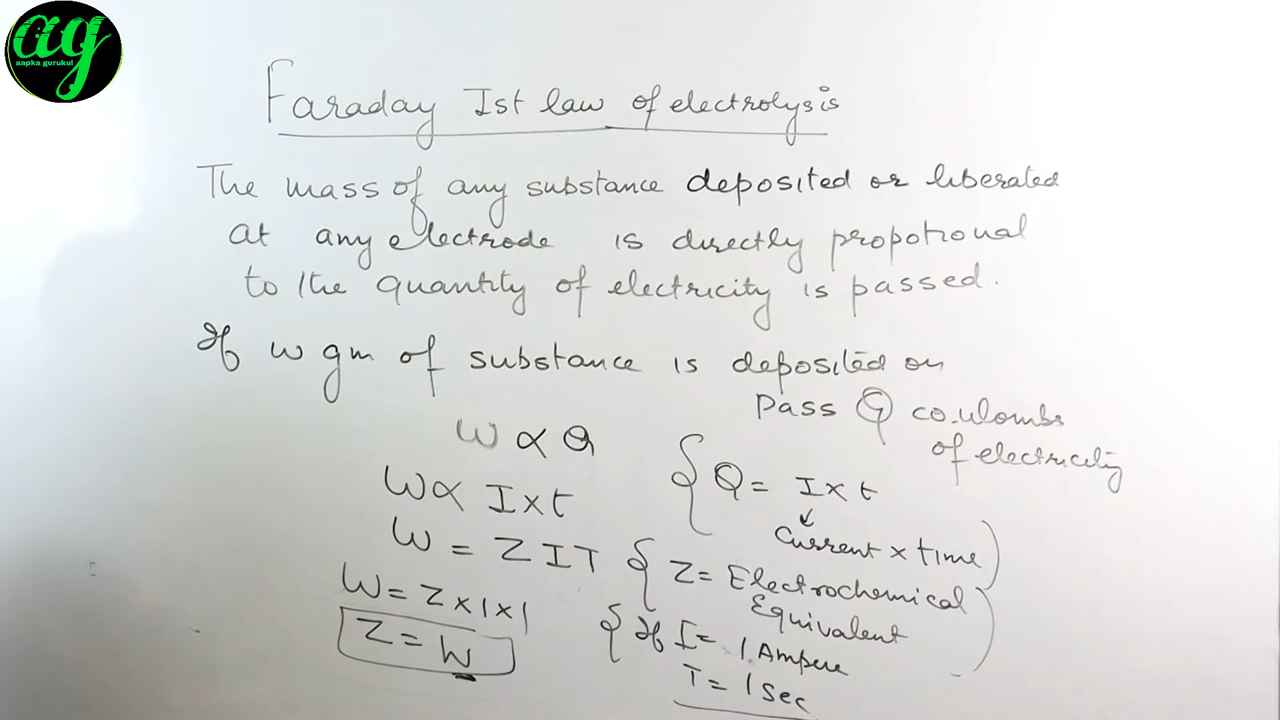 ag
aapka gurukul
Faraday Ist law of electrolysis
The mass of any substance deposited or liberated
at any electrode is directly propotional
to the quantity of electricity is passed.
If w gm of substance is deposited on
Pass Q coulombs
of electricity
W ∝ Q
{ Q = I x t
W ∝ I x t
Current x time)
W = Z I T { Z = Electrochemical
Equivalent
W = Z x 1 x 1 { If I = 1 Ampere
Z = W
T = 1 Sec